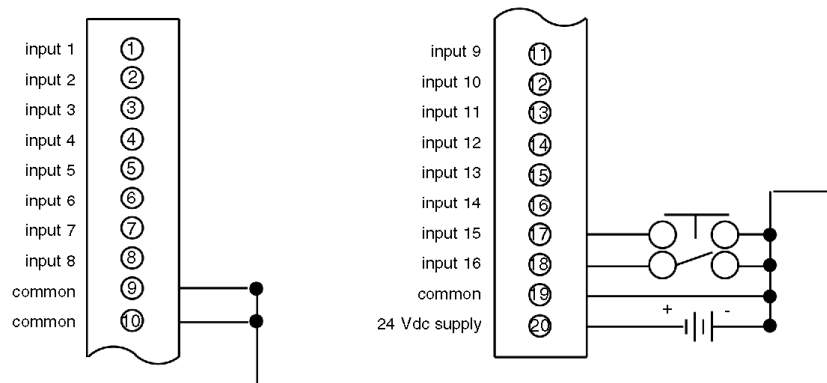 input 1 1
input 2 2
input 3 3
input 4 4
input 5 5
input 6 6
input 7 7
input 8 8
common 9
common 10
input 9 11
input 10 12
input 11 13
input 12 14
input 13 15
input 14 16
input 15 17
input 16 18
common 19
24 Vdc supply 20 + -